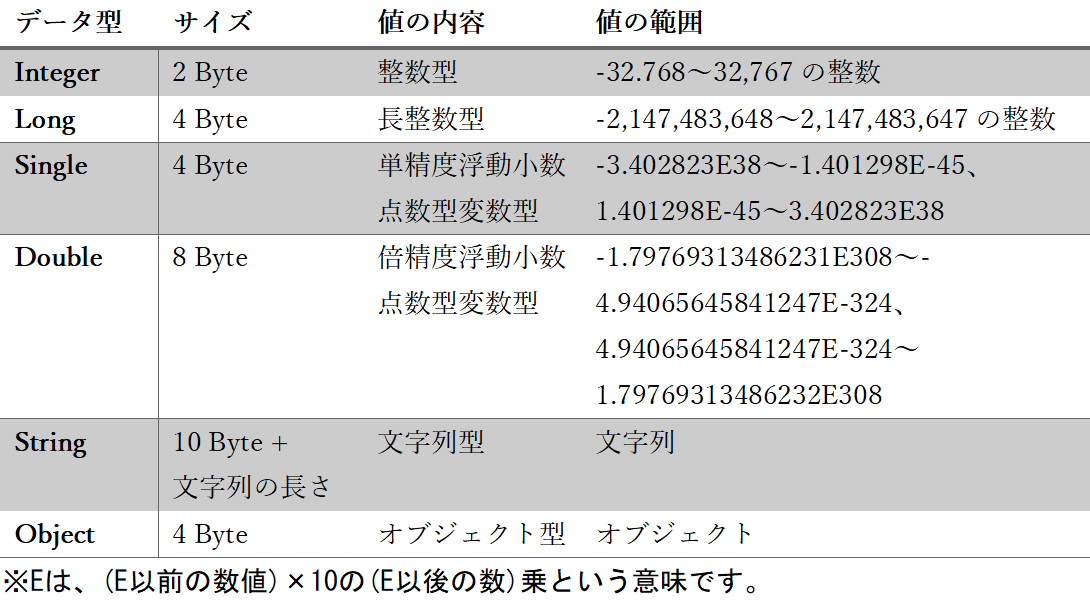 データ型 サイズ 値の内容 値の範囲
Integer 2 Byte 整数型 -32.768～32,767 の整数
Long 4 Byte 長整数型 -2,147,483,648～2,147,483,647 の整数
Single 4 Byte 単精度浮動小数 -3.402823E38～-1.401298E-45、
点数型変数型 1.401298E-45～3.402823E38
Double 8 Byte 倍精度浮動小数 -1.79769313486231E308～-
点数型変数型 4.94065645841247E-324、
4.94065645841247E-324～
1.79769313486232E308
String 10 Byte + 文字列型 文字列
文字列の長さ
Object 4 Byte オブジェクト型 オブジェクト
※Eは、(E以前の数値)×10の(E以後の数)乗という意味です。